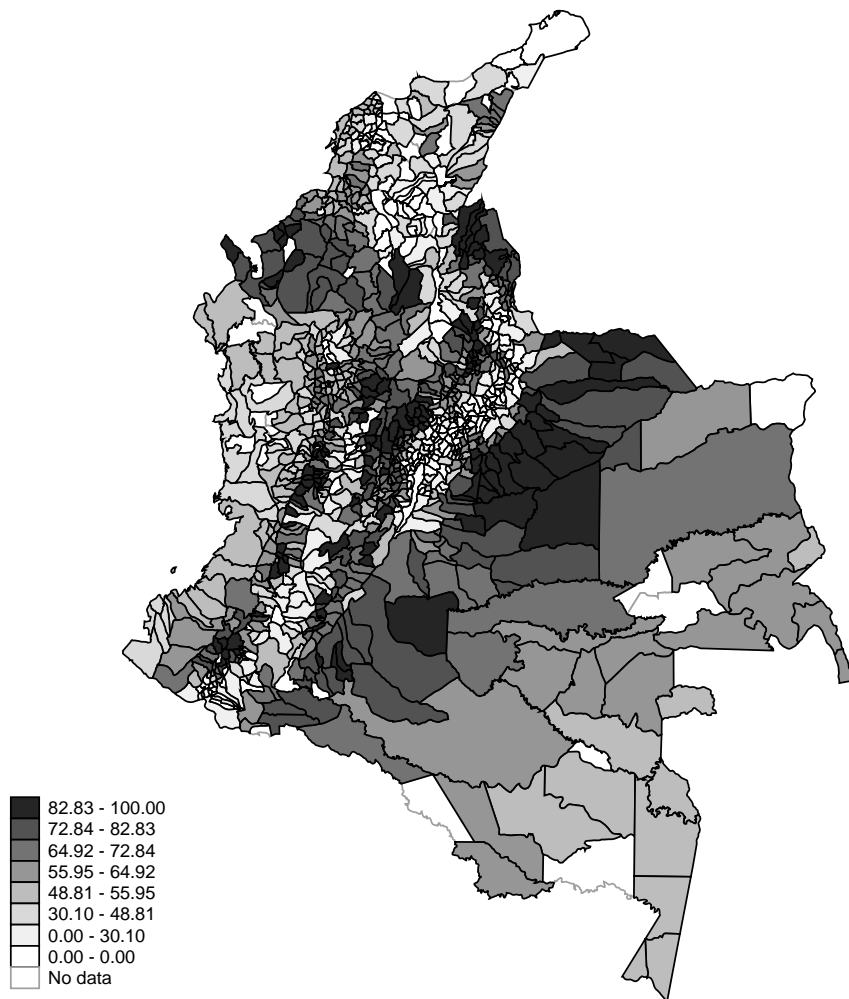 82.83 - 100.00
72.84 - 82.83
64.92 - 72.84
55.95 - 64.92
48.81 - 55.95
30.10 - 48.81
0.00 - 30.10
0.00 - 0.00
No data